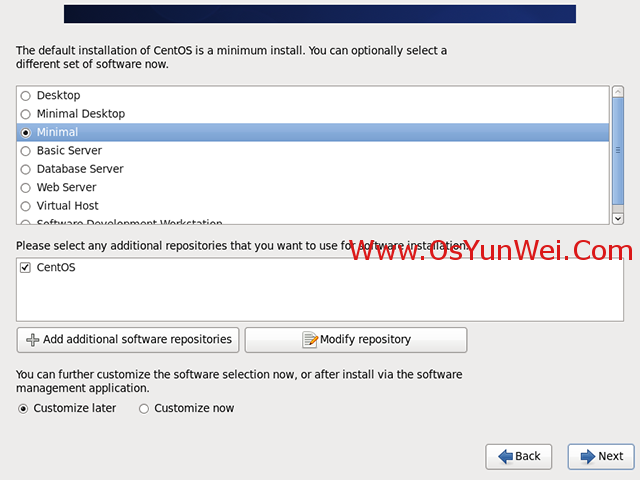 The default installation of CentOS is a minimum install. You can optionally select a
different set of software now.
Desktop
Minimal Desktop
Minimal
Basic Server
Database Server
Web Server
Virtual Host
Software Development Workstation
Please select any additional repositories that you want to use for software installation.
Www.OsYunWei.Com
CentOS
Add additional software repositories
Modify repository
You can further customize the software selection now, or after install via the software
management application.
Customize later
Customize now
Back
Next